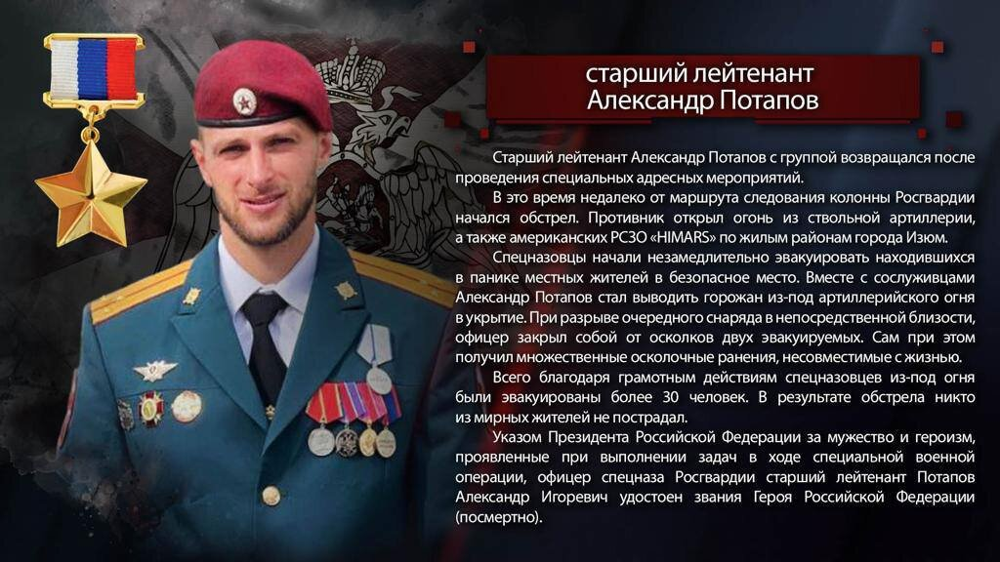 старший лейтенант
Александр Потапов
Старший лейтенант Александр Потапов с группой возвращался после
проведения специальных адресных мероприятий.
В это время недалеко от маршрута следования колонны Росгвардии
начался обстрел. Противник открыл огонь из ствольной артиллерии,
а также американских РСЗО «HIMARS» по жилым районам города Изюм.
Спецназовцы начали незамедлительно эвакуировать находившихся
в панике местных жителей в безопасное место. Вместе с сослуживцами
Александр Потапов стал выводить горожан из-под артиллерийского огня
в укрытие. При разрыве очередного снаряда в непосредственной близости,
офицер закрыл собой от осколков двух эвакуируемых. Сам при этом
получил множественные осколочные ранения, несовместимые с жизнью.
Всего благодаря грамотным действиям спецназовцев из-под огня
были эвакуированы более 30 человек. В результате обстрела никто
из мирных жителей не пострадал.
Указом Президента Российской Федерации за мужество и героизм,
проявленные при выполнении задач в ходе специальной военной
операции, офицер спецназа Росгвардии старший лейтенант Потапов
Александр Игоревич удостоен звания Героя Российской Федерации
(посмертно).